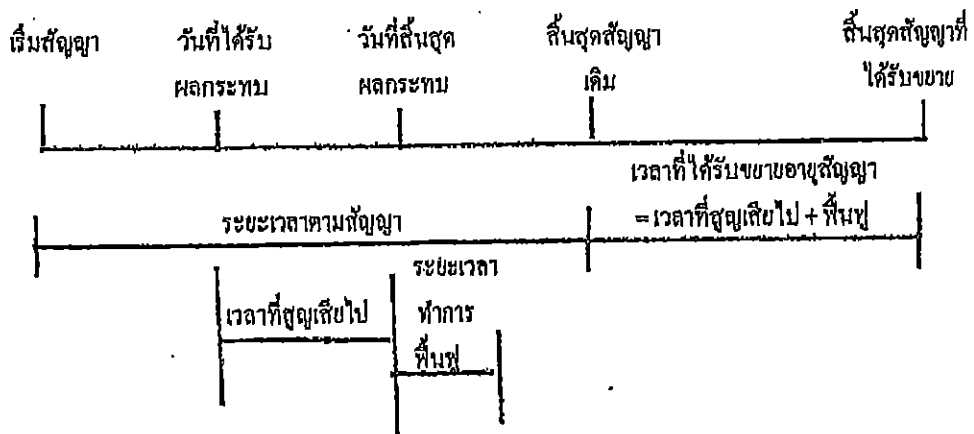 เริ่มสัญญา วันที่ได้รับ วันที่สิ้นสุด สิ้นสุดสัญญา สิ้นสุดสัญญาที่
ผลกระทบ ผลกระทบ เดิม ได้รับขยาย
เวลาที่ได้รับขยายอายุสัญญา
ระยะเวลาตามสัญญา =เวลาที่สูญเสียไป + ฟื้นฟู
ระยะเวลา
เวลาที่สูญเสียไป ทำการ
ฟื้นฟู